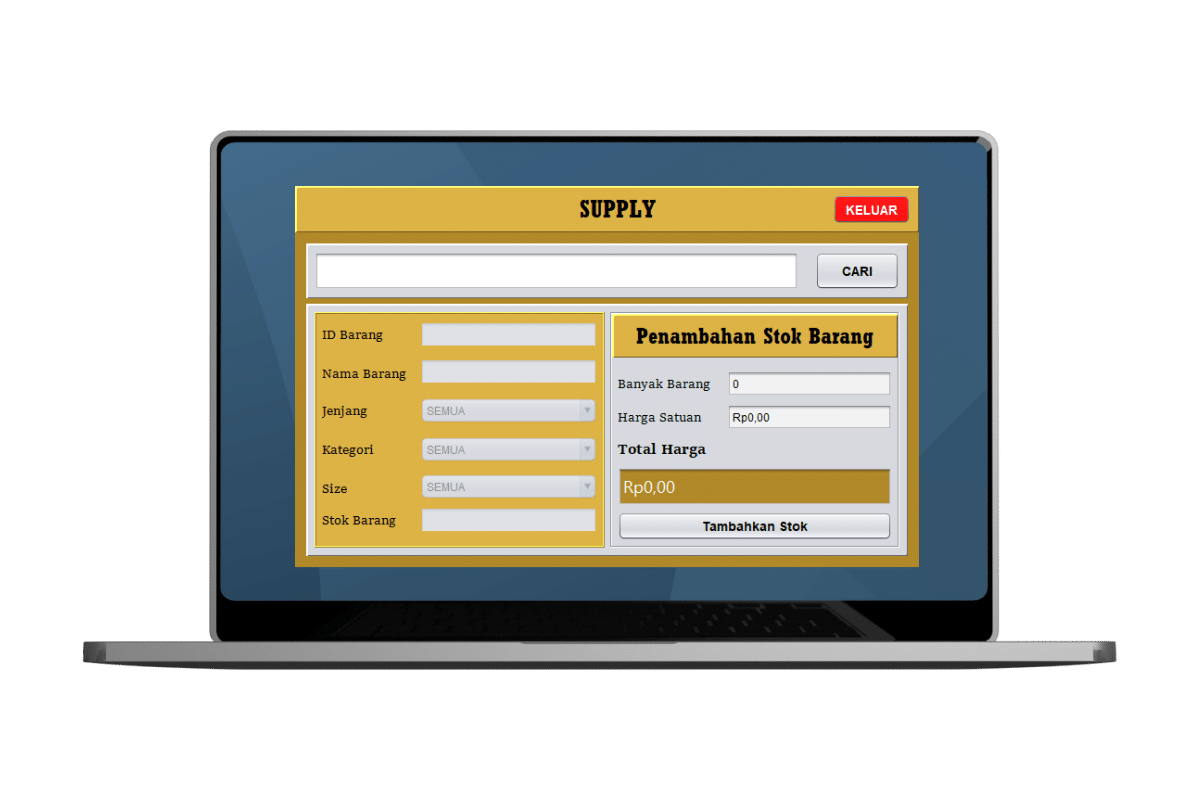 SUPPLY
KELUAR
CARI
ID Barang
Nama Barang
Jenjang SEMUA
Kategori SEMUA
Size SEMUA
Stok Barang
Penambahan Stok Barang
Banyak Barang 0
Harga Satuan Rp0,00
Total Harga
Rp0,00
Tambahkan Stok